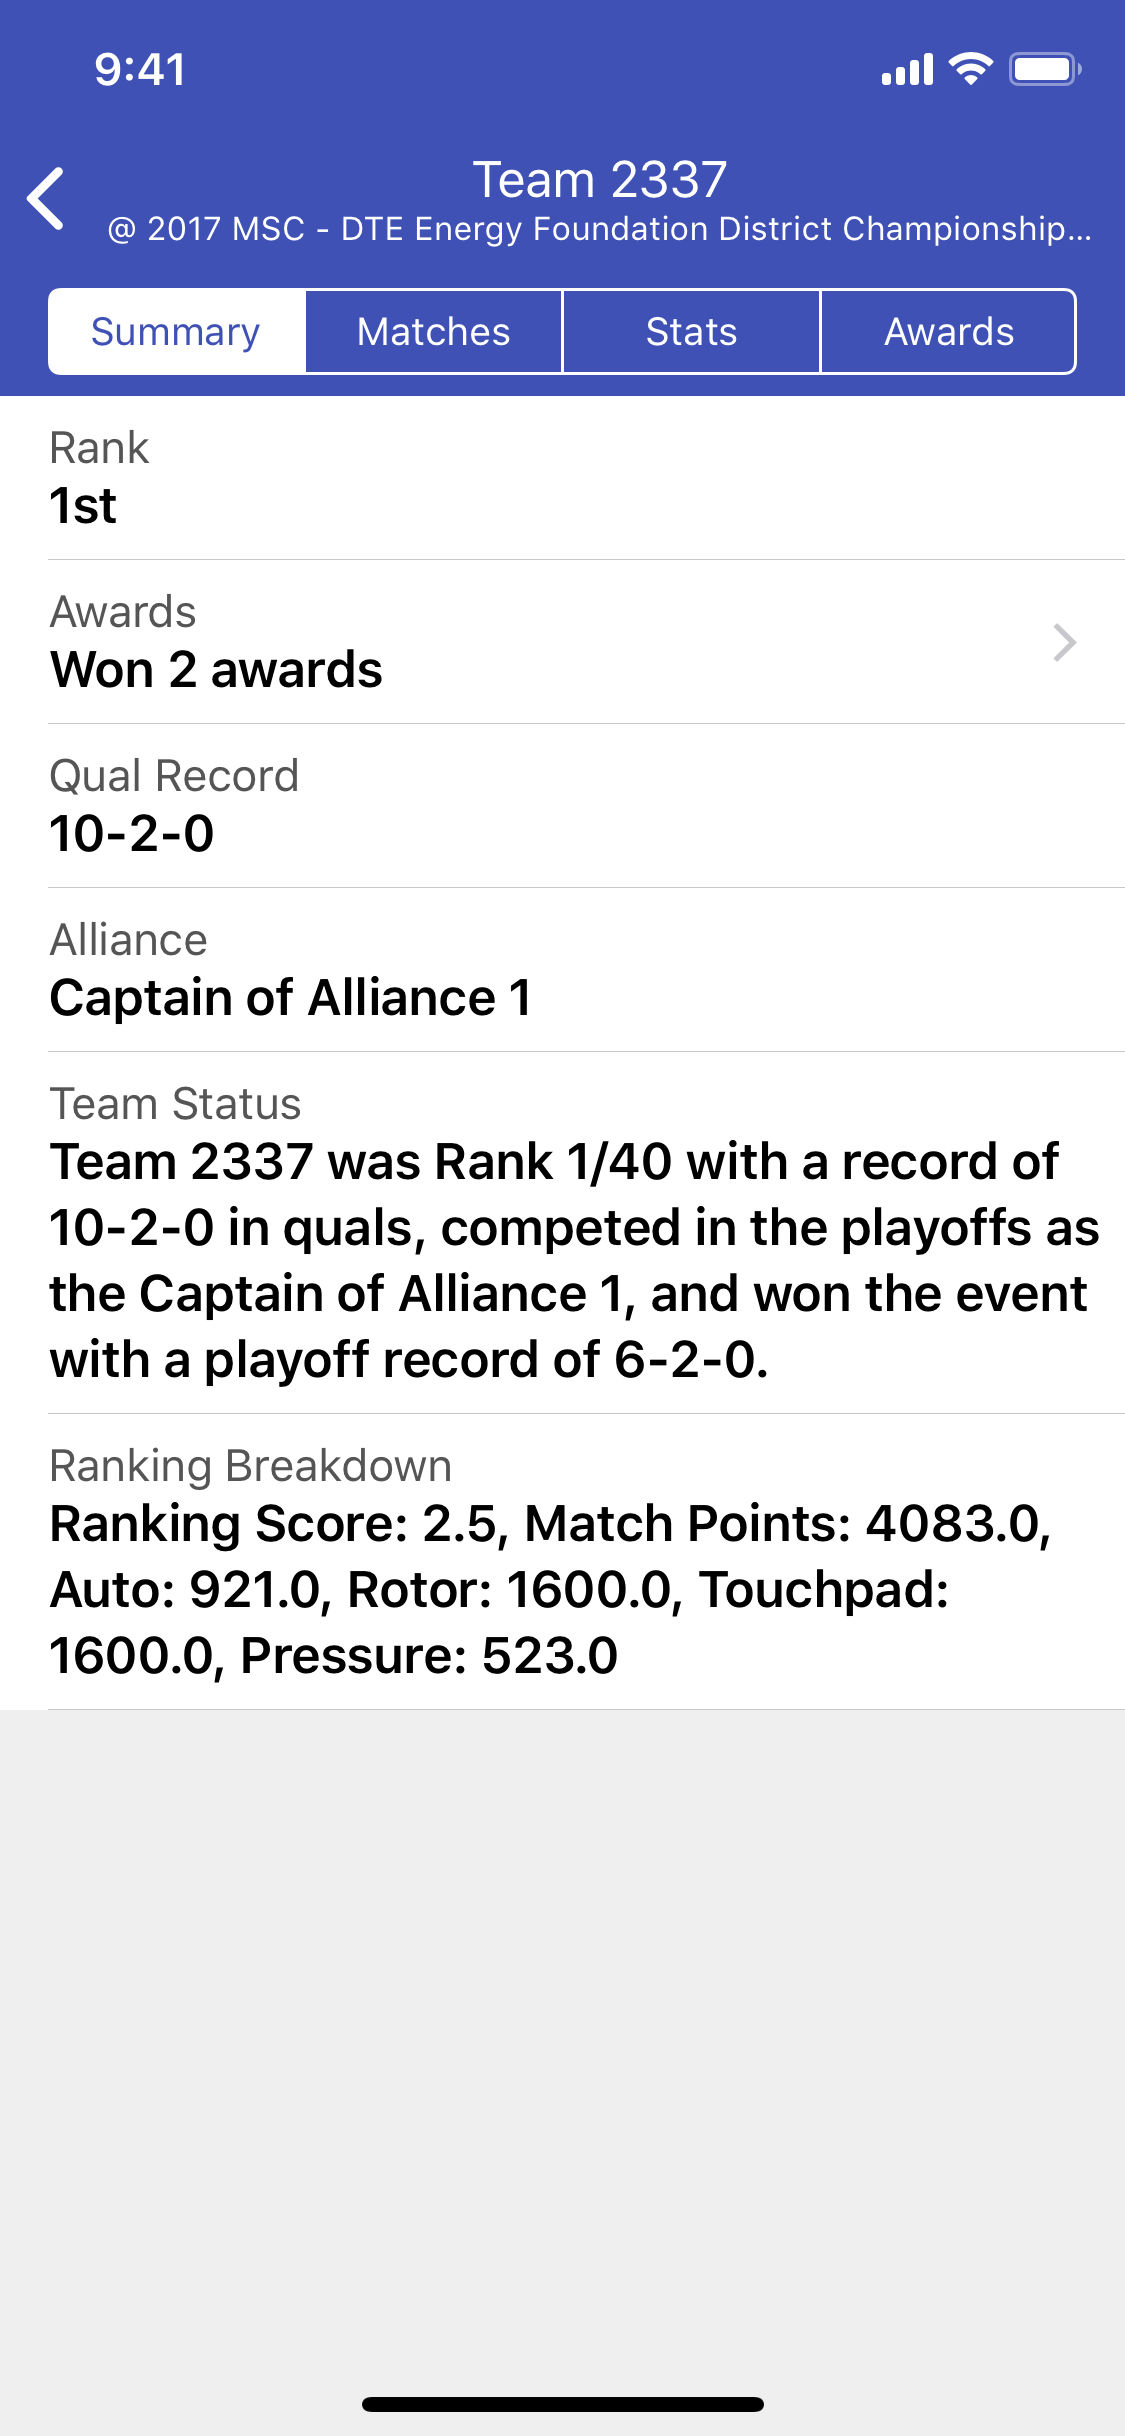 9:41
Team 2337
@ 2017 MSC - DTE Energy Foundation District Championship...
Summary
Matches
Stats
Awards
Rank
1st
Awards
Won 2 awards
Qual Record
10-2-0
Alliance
Captain of Alliance 1
Team Status
Team 2337 was Rank 1/40 with a record of
10-2-0 in quals, competed in the playoffs as
the Captain of Alliance 1, and won the event
with a playoff record of 6-2-0.
Ranking Breakdown
Ranking Score: 2.5, Match Points: 4083.0,
Auto: 921.0, Rotor: 1600.0, Touchpad:
1600.0, Pressure: 523.0